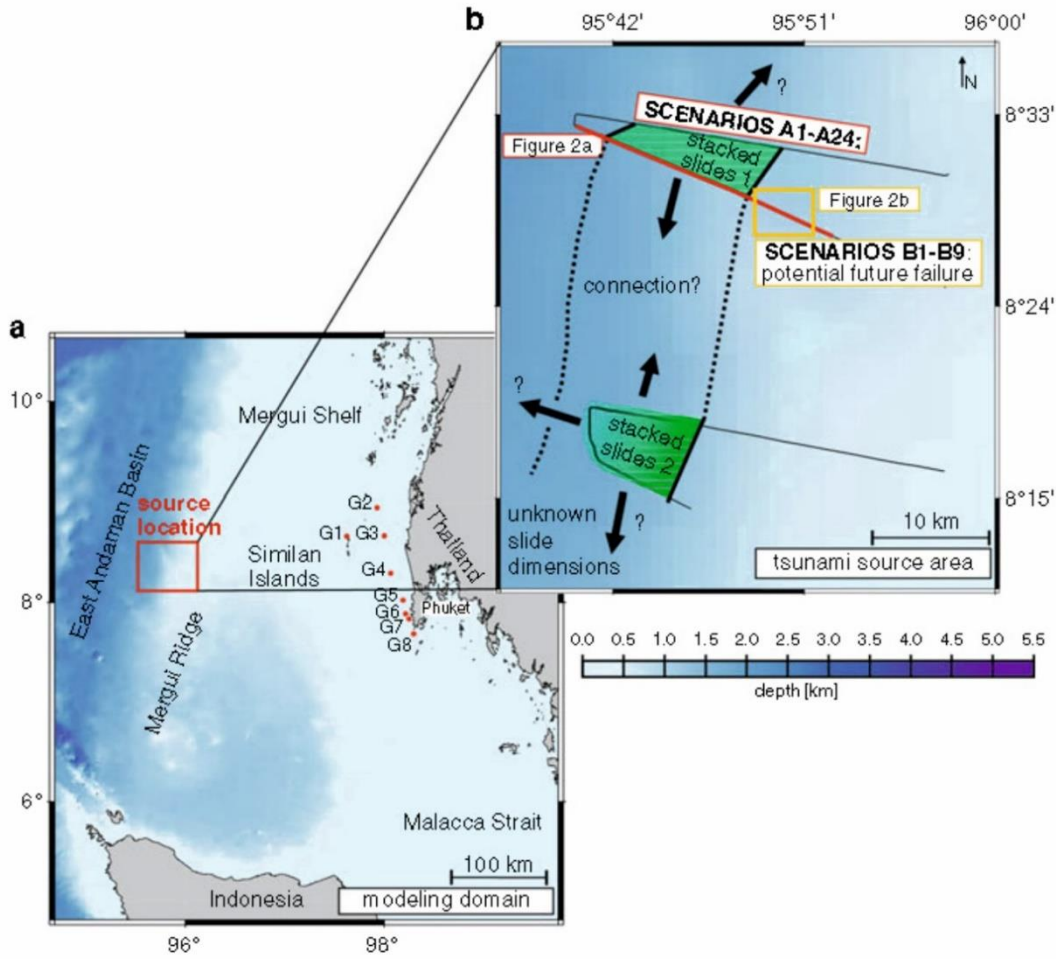 b
95°42'
95°51'
96°00'
N
?
SCENARIOS A1-A24:
8°33'
Figure 2a
stacked
slides 1
Figure 2b
SCENARIOS B1-B9:
potential future failure
connection?
8°24'
a
10°
Mergui Shelf
?
stacked
slides 2
East Andaman Basin
source
location
G2
G1
G3
Thailand
8°15'
unknown
slide
dimensions
?
10 km
tsunami source area
Similan
Islands
G4
8°
G5
G6
Phuket
G7
G8
Mergui Ridge
0.0 0.5 1.0 1.5 2.0 2.5 3.0 3.5 4.0 4.5 5.0 5.5
depth [km]
6°
Malacca Strait
100 km
Indonesia
modeling domain
96°
98°